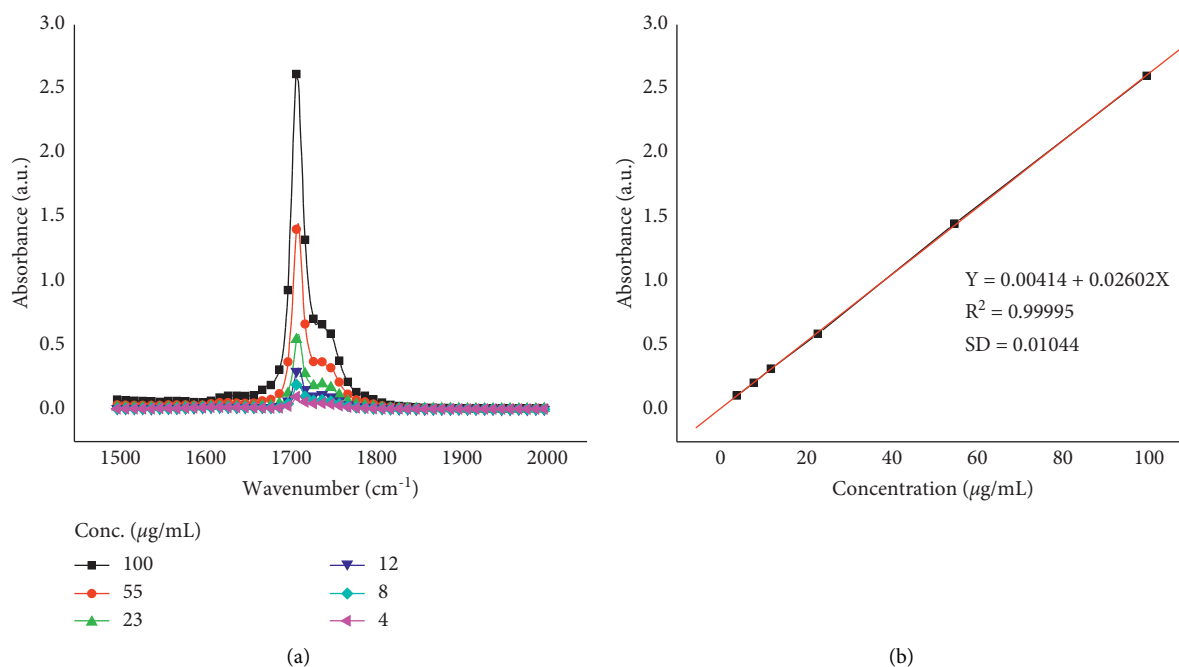 3.0
2.5
2.0
1.5
1.0
0.5
0.0
Absorbance (a.u.)
1500 1600 1700 1800 1900 2000
Wavenumber (cm⁻¹)
Conc. (μg/mL)
100
55
23
12
8
4
(a)
3.0
2.5
2.0
1.5
1.0
0.5
0.0
Absorbance (a.u.)
Y = 0.00414 + 0.02602X
R² = 0.99995
SD = 0.01044
0 20 40 60 80 100
Concentration (μg/mL)
(b)